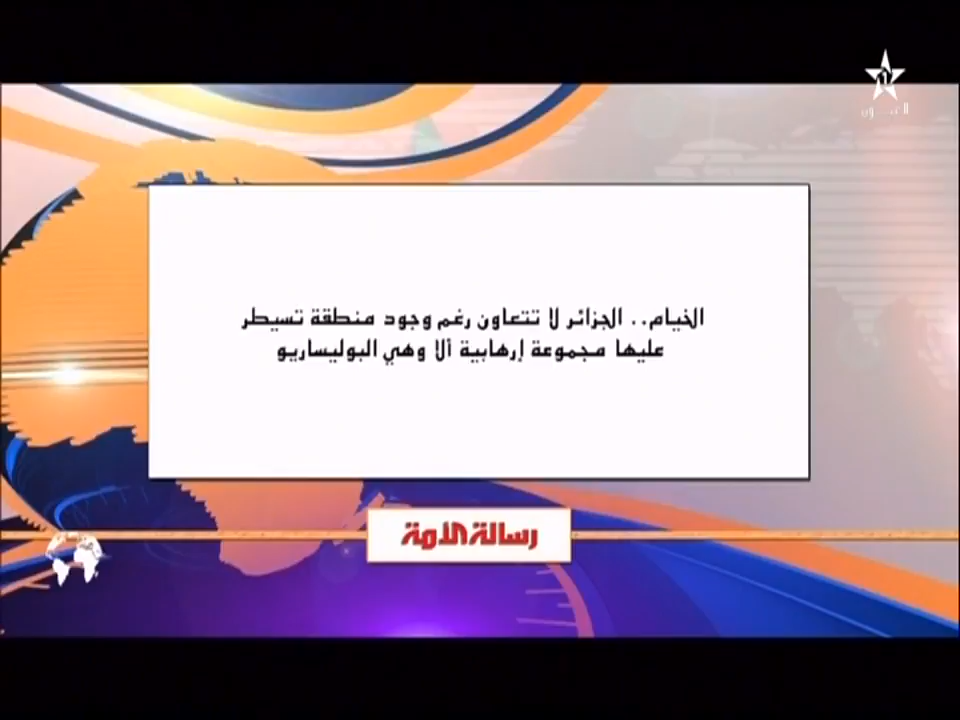 الخيام.. الجزائر لا تتعاون رغم وجود منطقة تسيطر
عليها مجموعة إرهابية ألا وهي البوليساريو
رسالة الأمة